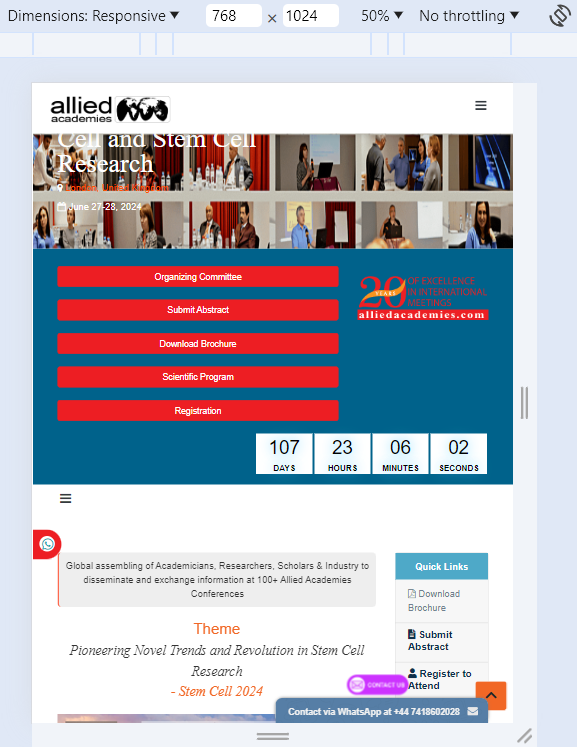 Dimensions: Responsive ▼ 768 × 1024 50% ▼ No throttling ▼
allied
academies
Cell and Stem Cell
Research
London, United Kingdom
June 27-28, 2024
Organizing Committee
Submit Abstract
Download Brochure
Scientific Program
Registration
20 YEARS OF EXCELLENCE
IN INTERNATIONAL
MEETINGS
alliedacademies.com
107 23 06 02
DAYS HOURS MINUTES SECONDS
Global assembling of Academicians, Researchers, Scholars & Industry to
disseminate and exchange information at 100+ Allied Academies
Conferences
Theme
Pioneering Novel Trends and Revolution in Stem Cell
Research
- Stem Cell 2024
Quick Links
Download
Brochure
Submit
Abstract
Register to
Attend
CONTACT US
Contact via WhatsApp at +44 7418602028